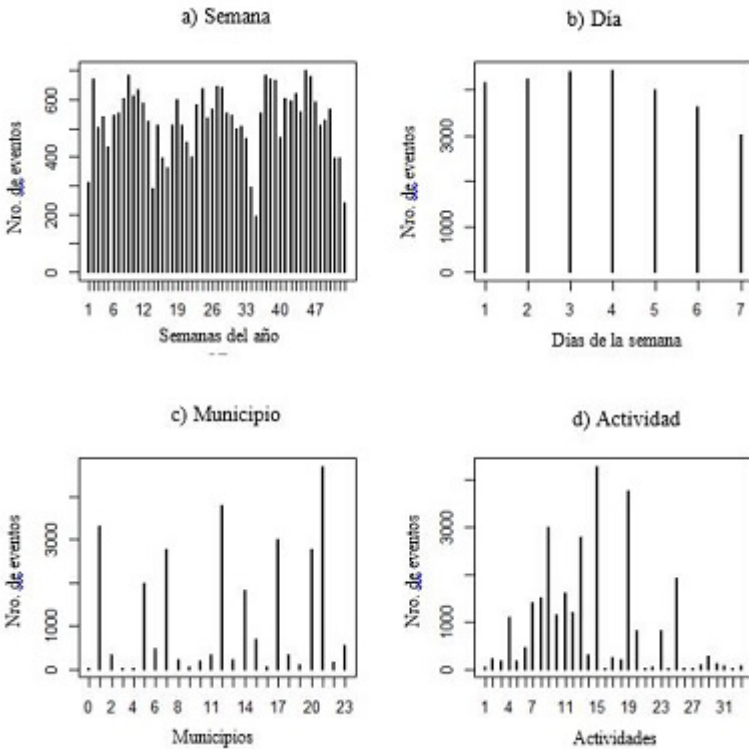 a) Semana
b) Día
Nro. de eventos
600
400
200
0
1 6 12 19 26 33 40 47
Semanas del año
Nro. de eventos
3000
1000
0
1 2 3 4 5 6 7
Días de la semana
c) Municipio
d) Actividad
Nro. de eventos
3000
1000
0
0 2 4 6 8 11 14 17 20 23
Municipios
Nro. de eventos
3000
1000
0
1 4 7 11 15 19 23 27 31
Actividades